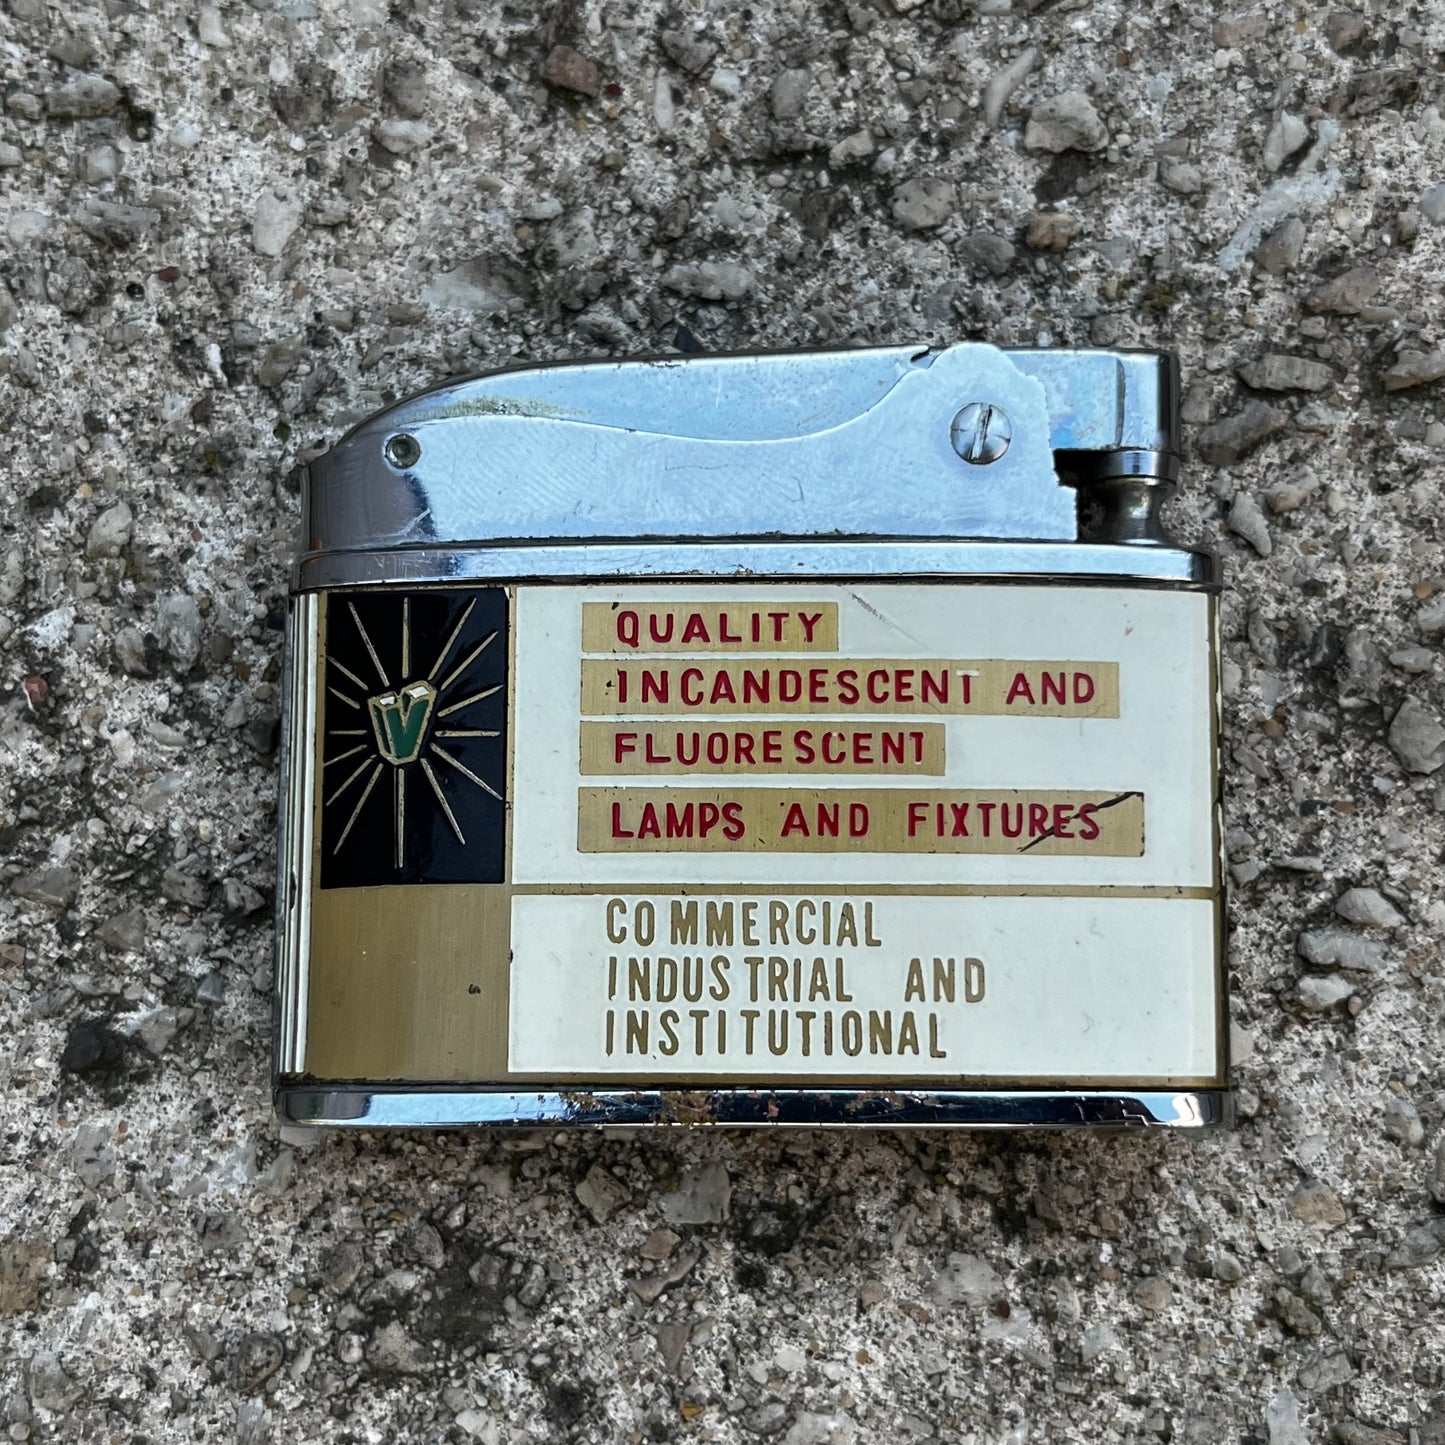 V
QUALITY
INCANDESCENT AND
FLUORESCENT
LAMPS AND FIXTURES
COMMERCIAL
INDUSTRIAL AND
INSTITUTIONAL